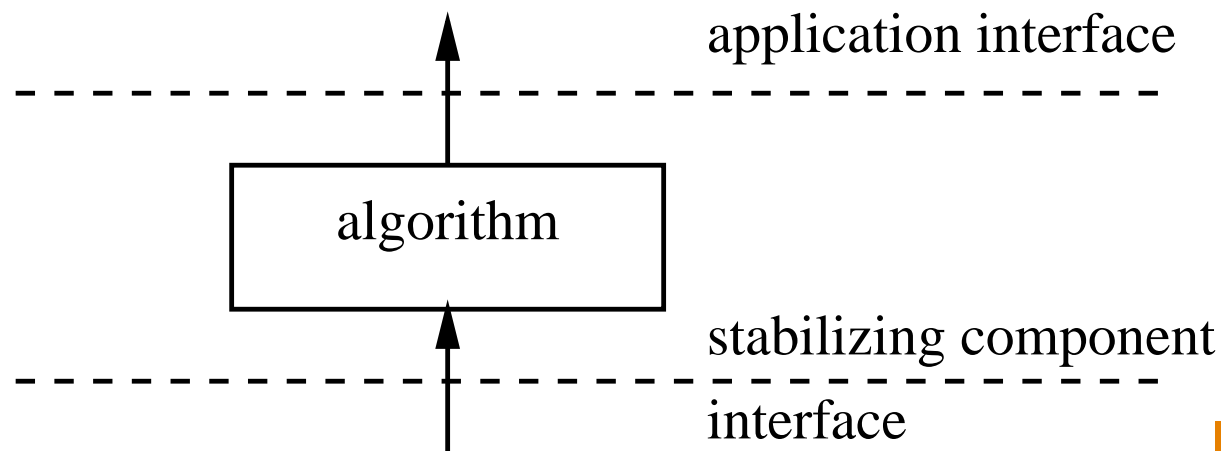 application interface
algorithm
stabilizing component
interface